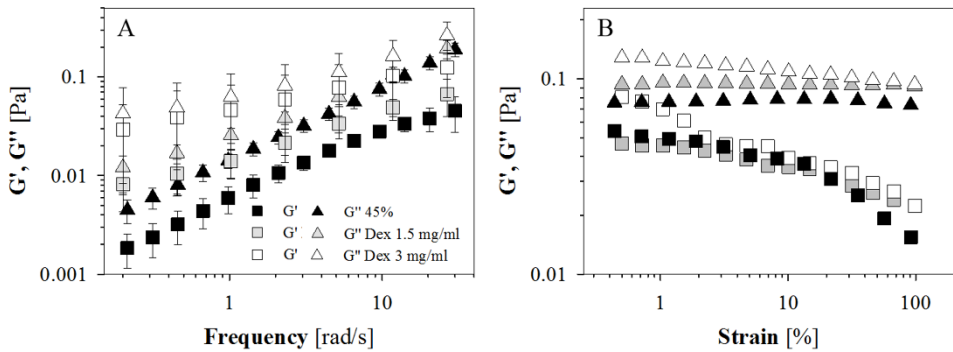 A
G', G'' [Pa]
0.1
0.01
0.001
G' G'' 45%
G' G'' Dex 1.5 mg/ml
G' G'' Dex 3 mg/ml
1
10
Frequency [rad/s]
B
G', G'' [Pa]
0.1
0.01
1
10
100
Strain [%]